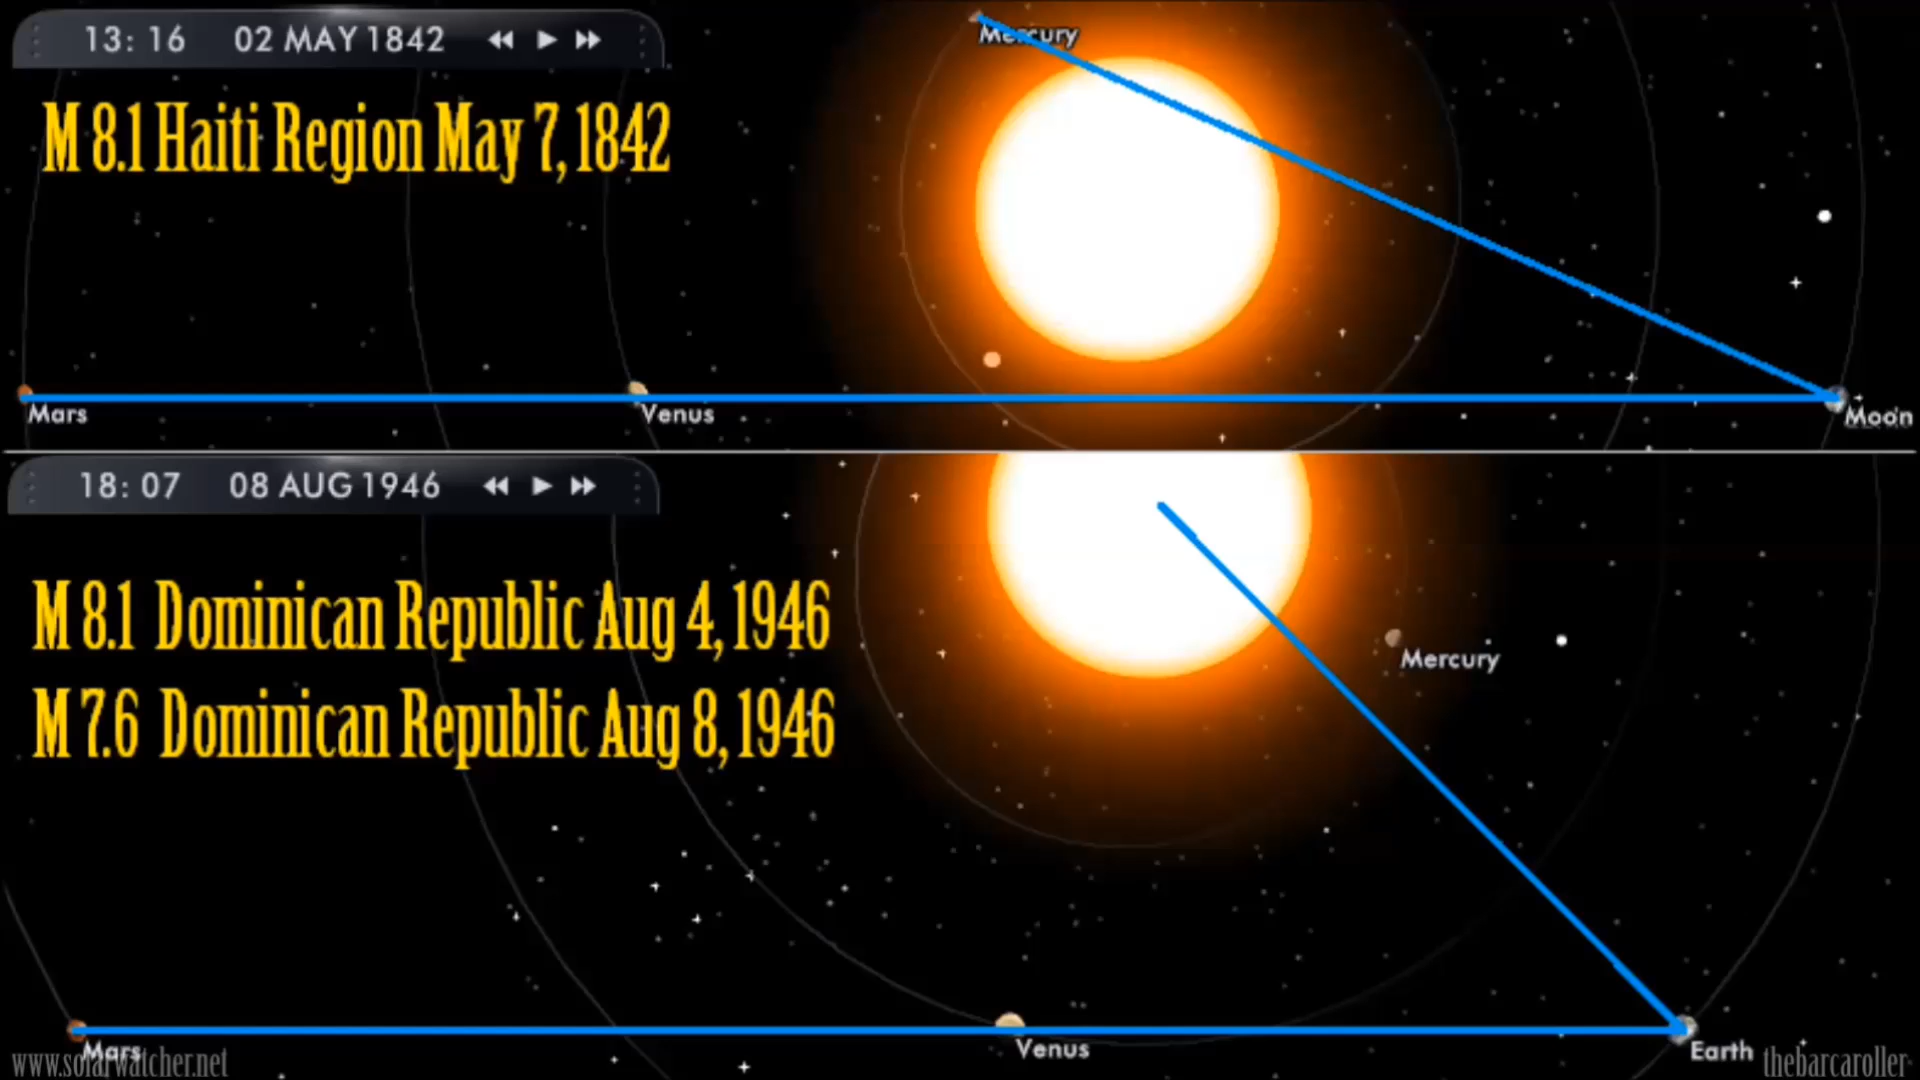 13: 16 02 MAY 1842
Mercury
M 8.1 Haiti Region May 7, 1842
Mars
Venus
Moon
18: 07 08 AUG 1946
M 8.1 Dominican Republic Aug 4, 1946
Mercury
M 7.6 Dominican Republic Aug 8, 1946
Mars
Venus
Earth
www.solarwatcher.net
thebarcaroller